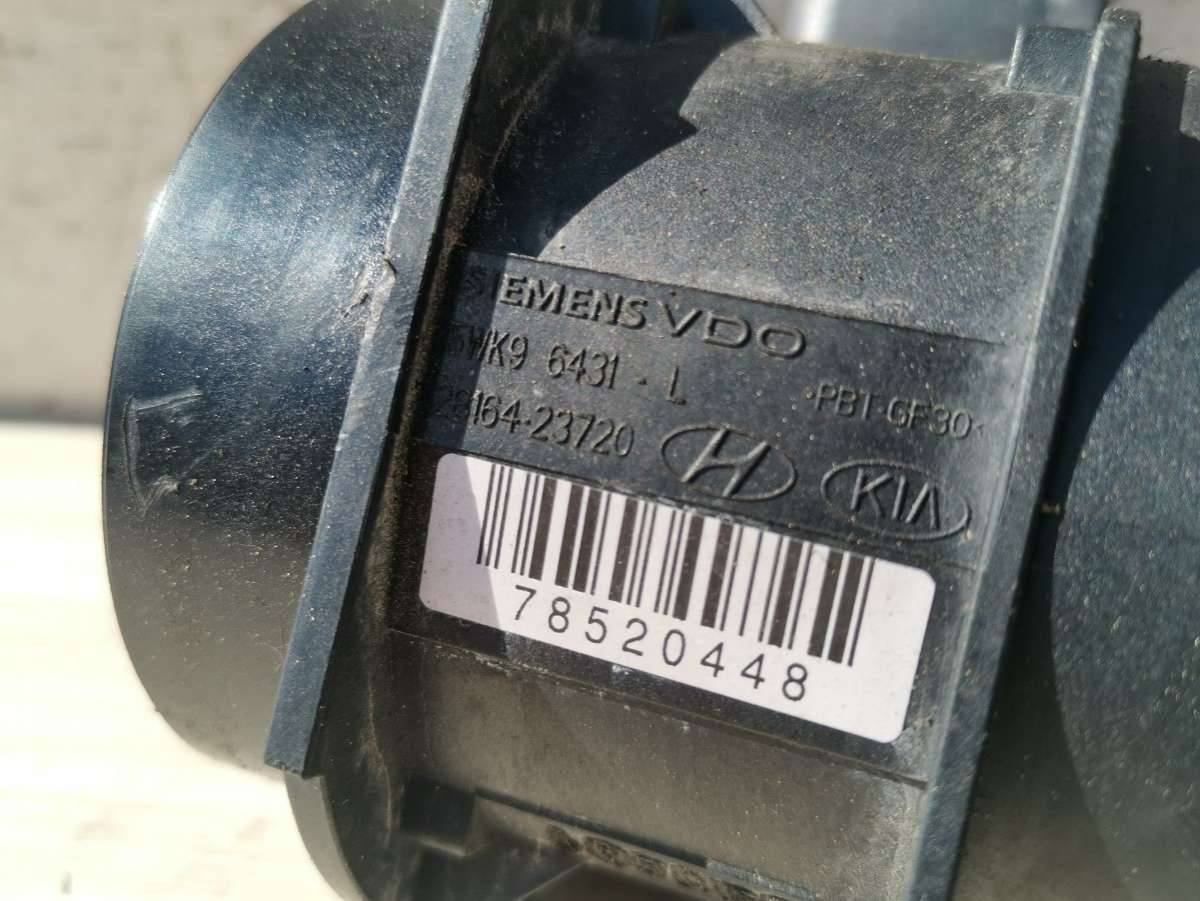 SIEMENS VDO
5WK9 6431 - L
>PBT-GF30<
28164-23720
H KIA
78520448